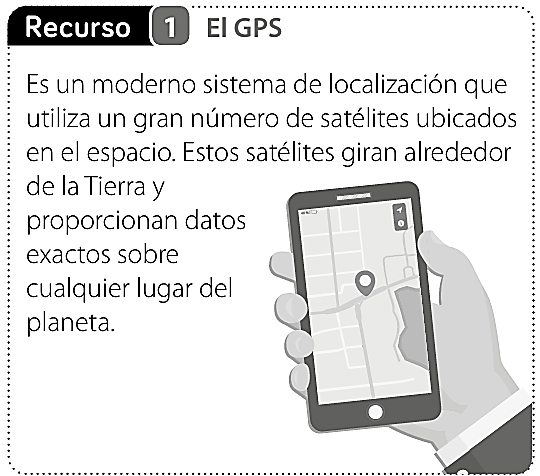 Recurso 1 El GPS
Es un moderno sistema de localización que
utiliza un gran número de satélites ubicados
en el espacio. Estos satélites giran alrededor
de la Tierra y
proporcionan datos
exactos sobre
cualquier lugar del
planeta.